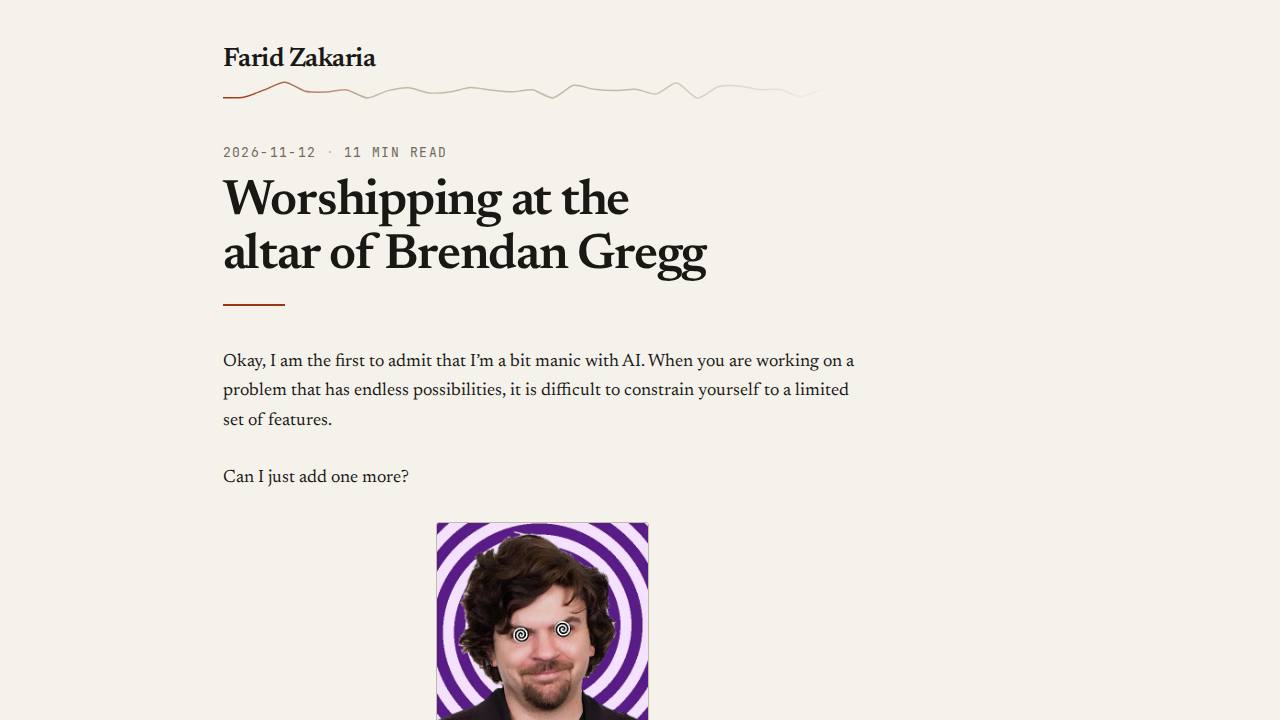 Farid Zakaria
2026-11-12 · 11 MIN READ
Worshipping at the
altar of Brendan Gregg
Okay, I am the first to admit that I’m a bit manic with AI. When you are working on a
problem that has endless possibilities, it is difficult to constrain yourself to a limited
set of features.
Can I just add one more?